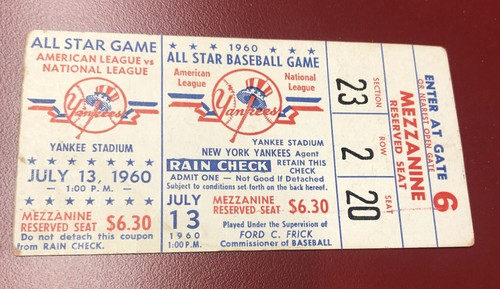 ALL STAR GAME
AMERICAN LEAGUE vs
NATIONAL LEAGUE
Yankees
YANKEE STADIUM
JULY 13, 1960
1:00 P.M.
MEZZANINE
RESERVED SEAT $6.30
Do not detach this coupon
from RAIN CHECK.
1960
ALL STAR BASEBALL GAME
American League
National League
Yankees
YANKEE STADIUM
NEW YORK YANKEES Agent
RAIN CHECK RETAIN THIS CHECK
ADMIT ONE - Not Good if Detached
Subject to conditions set-forth on the back hereof.
JULY
13
1960
1:00 P.M.
MEZZANINE
RESERVED SEAT $6.30
Played Under the Supervision of
FORD C. FRICK
Commissioner of BASEBALL
23 SECTION
2 ROW
20 SEAT
MEZZANINE
RESERVED SEAT
ENTER AT GATE 6
OR NEAREST OPEN GATE